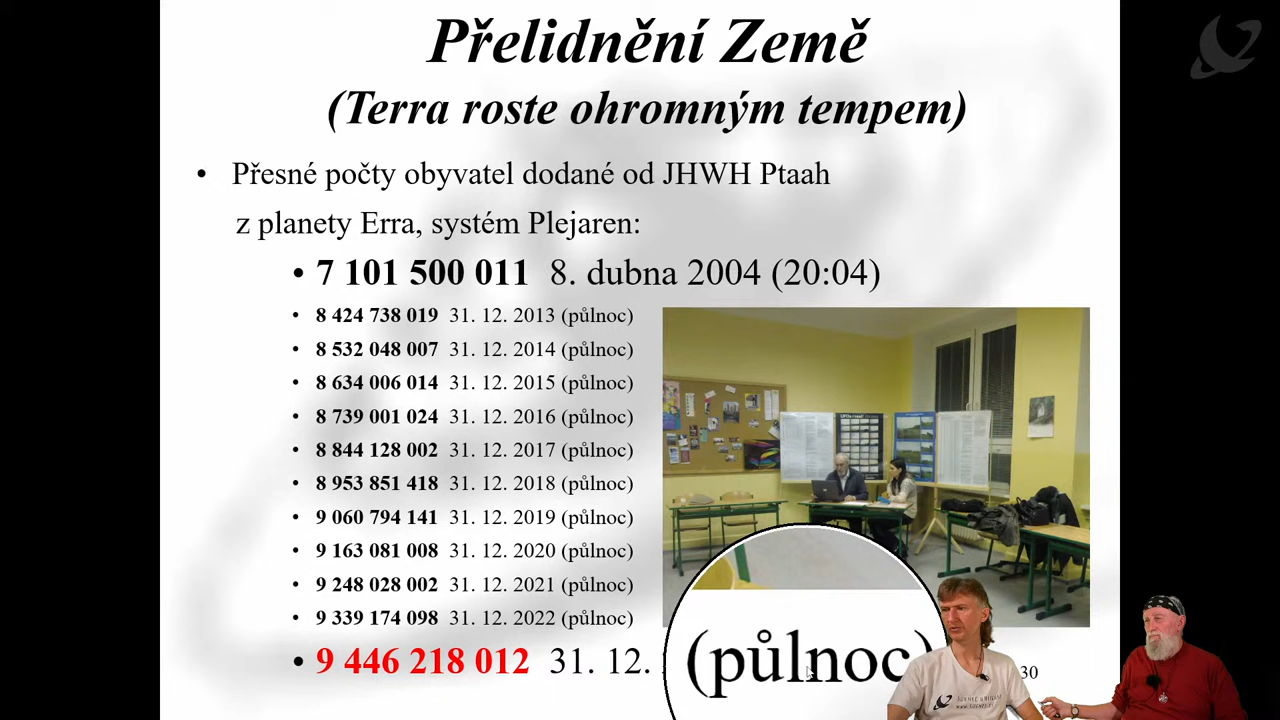 Přelidnění Země
(Terra roste ohromným tempem)
• Přesné počty obyvatel dodané od JHWH Ptaah
z planety Erra, systém Plejaren:
• 7 101 500 011 8. dubna 2004 (20:04)
• 8 424 738 019 31. 12. 2013 (půlnoc)
• 8 532 048 007 31. 12. 2014 (půlnoc)
• 8 634 006 014 31. 12. 2015 (půlnoc)
• 8 739 001 024 31. 12. 2016 (půlnoc)
• 8 844 128 002 31. 12. 2017 (půlnoc)
• 8 953 851 418 31. 12. 2018 (půlnoc)
• 9 060 794 141 31. 12. 2019 (půlnoc)
• 9 163 081 008 31. 12. 2020 (půlnoc)
• 9 248 028 002 31. 12. 2021 (půlnoc)
• 9 339 174 098 31. 12. 2022 (půlnoc)
• 9 446 218 012 31. 12. (půlnoc)
30